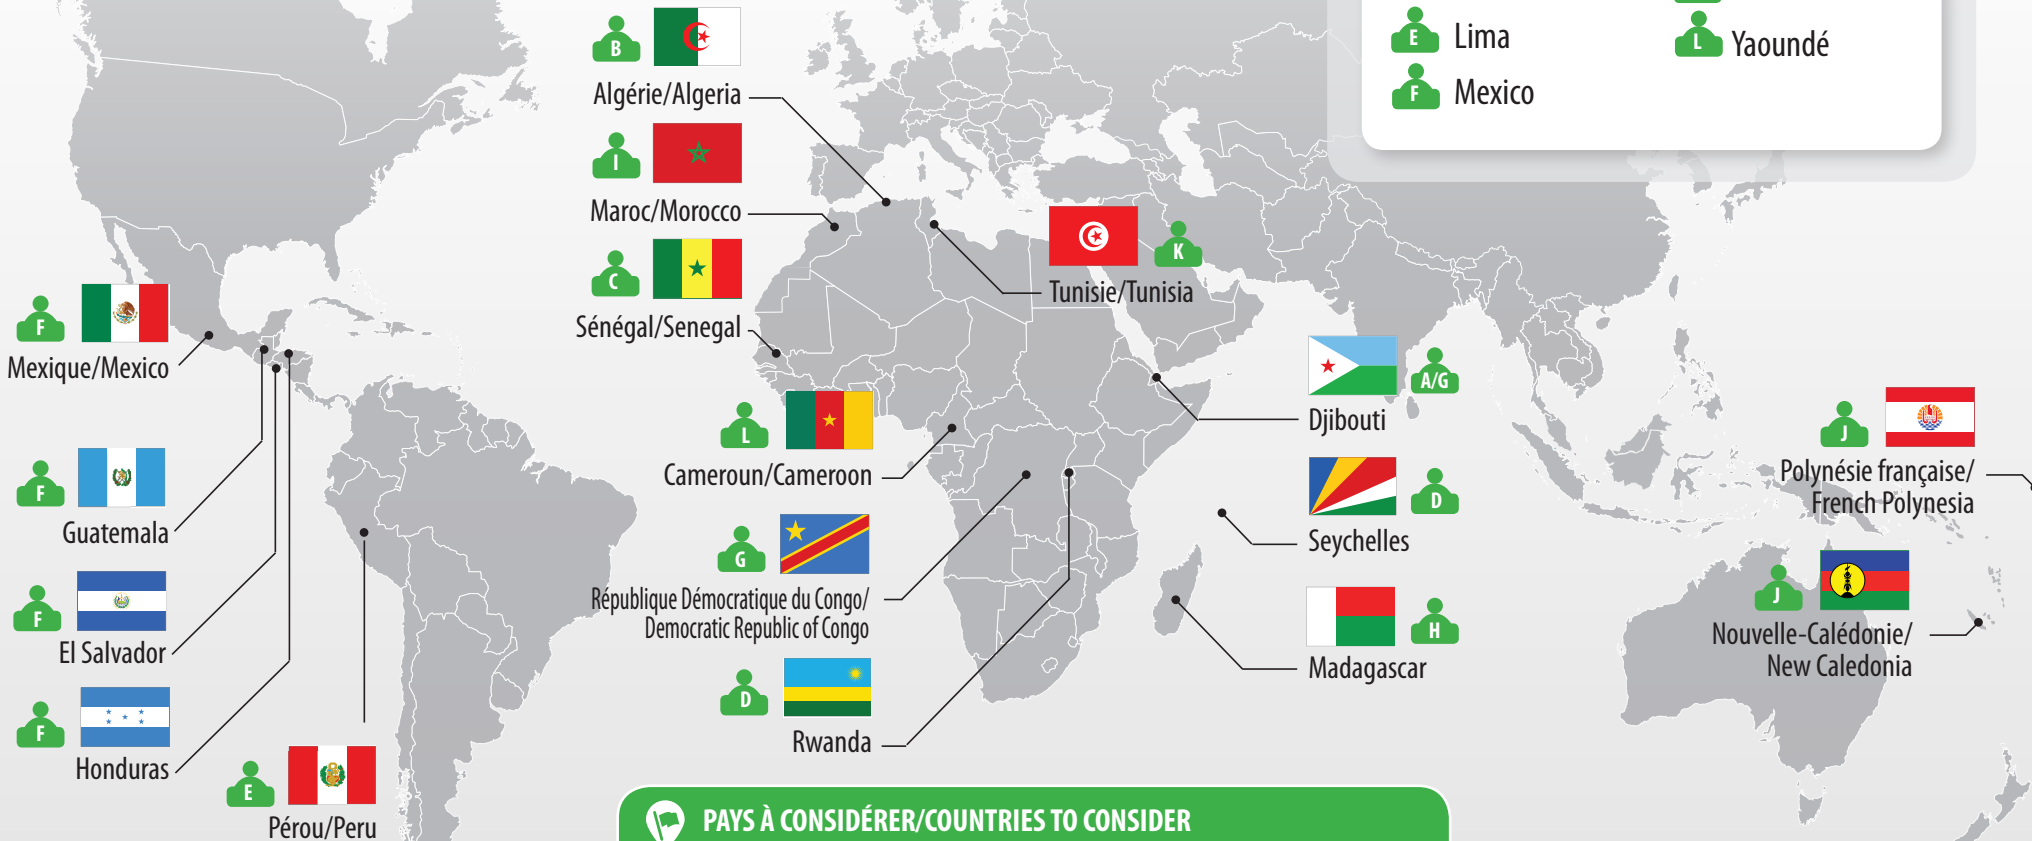 E Lima
L Yaoundé
F Mexico
B
Algérie/Algeria
I
Maroc/Morocco
C
Sénégal/Senegal
K
Tunisie/Tunisia
F
Mexique/Mexico
F
Guatemala
F
El Salvador
F
Honduras
E
Pérou/Peru
L
Cameroun/Cameroon
G
République Démocratique du Congo/
Democratic Republic of Congo
D
Rwanda
A/G
Djibouti
D
Seychelles
H
Madagascar
J
Polynésie française/
French Polynesia
J
Nouvelle-Calédonie/
New Caledonia
PAYS À CONSIDÉRER/COUNTRIES TO CONSIDER